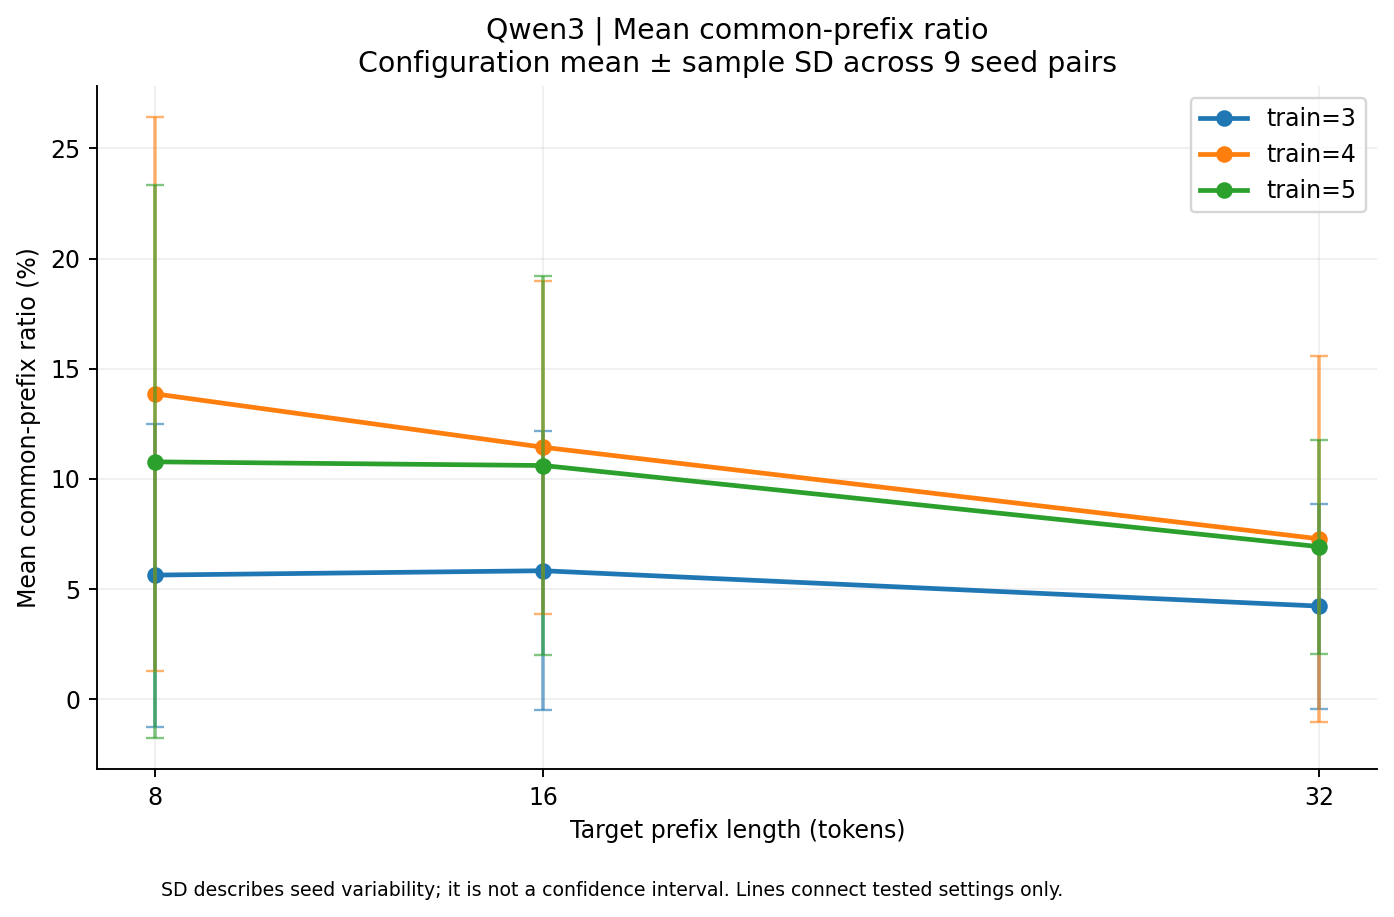 Qwen3 | Mean common-prefix ratio
Configuration mean ± sample SD across 9 seed pairs
train=3
train=4
train=5
Mean common-prefix ratio (%)
25
20
15
10
5
0
8
16
32
Target prefix length (tokens)
SD describes seed variability; it is not a confidence interval. Lines connect tested settings only.